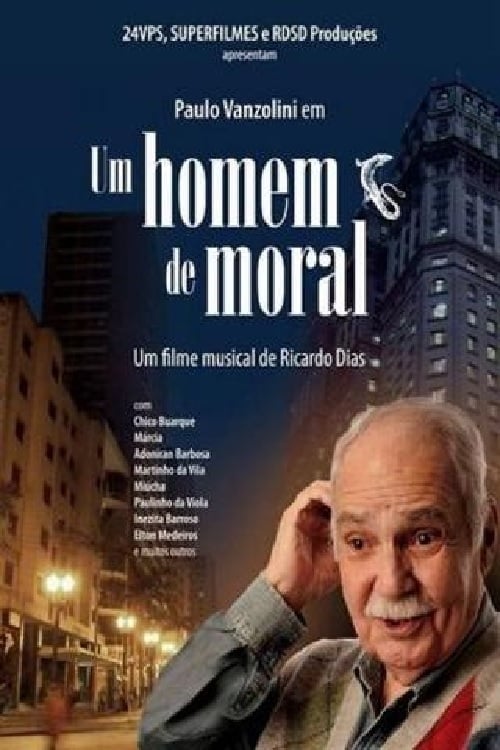 24VPS, SUPERFILMES e RDSD Produções
apresentam
Paulo Vanzolini em
Um homem
de moral
Um filme musical de Ricardo Dias
com
Chico Buarque
Márcia
Adoniran Barbosa
Martinho da Vila
Miúcha
Paulinho da Viola
Inezita Barroso
Elton Medeiros
e muitos outros